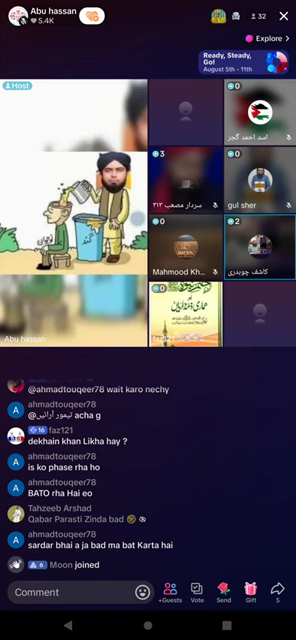 Abu hassan
5.4K
32
Explore >
Ready, Steady, Go!
August 5th - 11th
Host
0
اسد احمد گجر
3
سردار مصعب ٣١٣
0
gul sher
0
Mahmood Kh...
2
کاشف چوہدری
0
Abu hassan
@ahmadtouqeer78 wait karo nechy
ahmadtouqeer78
@تیمور آرائیں acha g
16 faz121
dekhain khan Likha hay ?
ahmadtouqeer78
is ko phase rha ho
ahmadtouqeer78
BATO rha Hai eo
Tahzeeb Arshad
Qabar Parasti Zinda bad 🤣
ahmadtouqeer78
sardar bhai a ja bad ma bat Karta hai
6 Moon joined
Comment
+Guests
Vote
Send
Gift
5